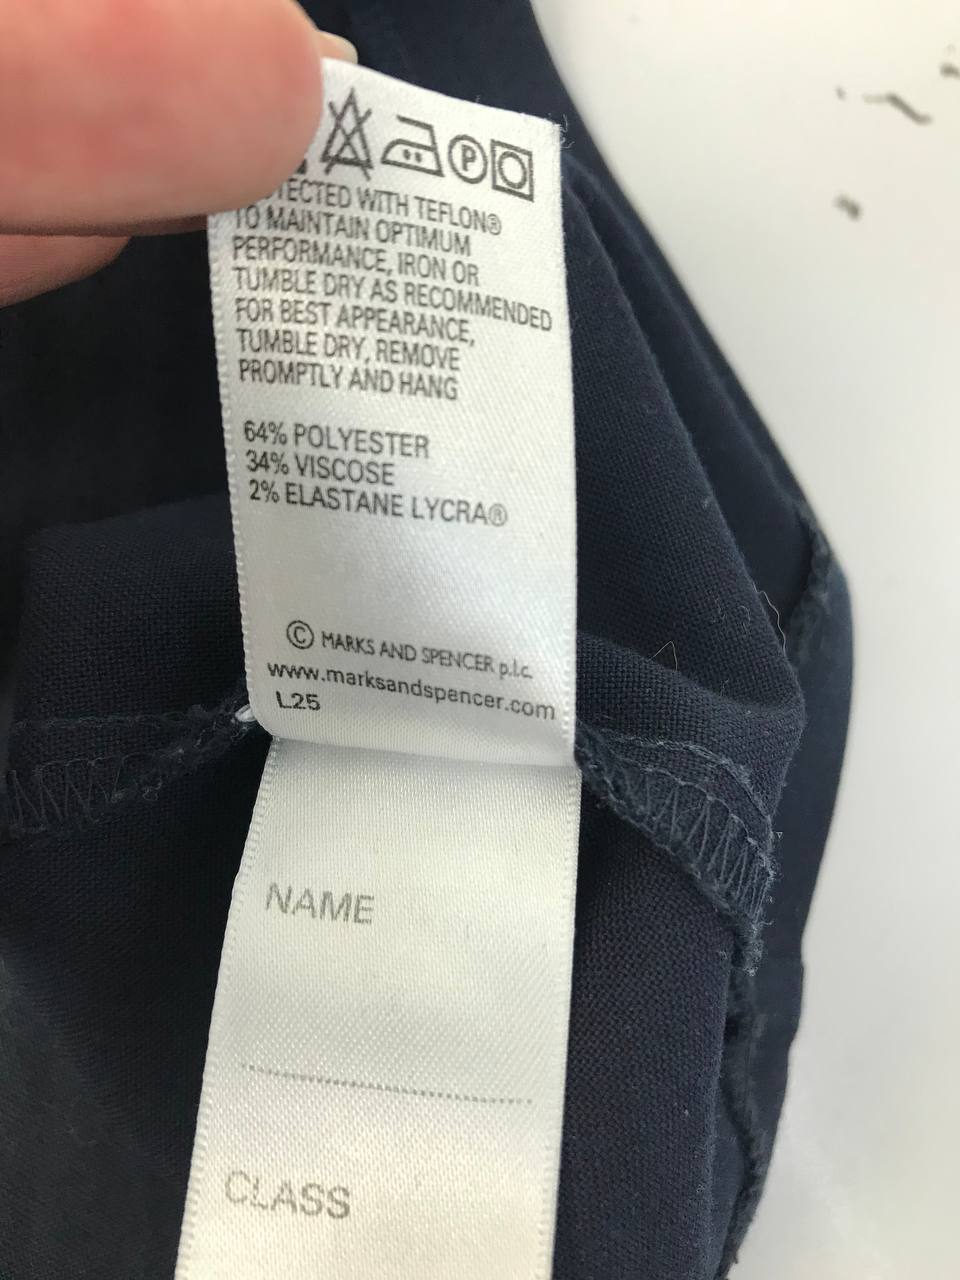 P
PROTECTED WITH TEFLON®
TO MAINTAIN OPTIMUM
PERFORMANCE, IRON OR
TUMBLE DRY AS RECOMMENDED
FOR BEST APPEARANCE,
TUMBLE DRY, REMOVE
PROMPTLY AND HANG
64% POLYESTER
34% VISCOSE
2% ELASTANE LYCRA®
© MARKS AND SPENCER p.l.c.
www.marksandspencer.com
L25
NAME
CLASS